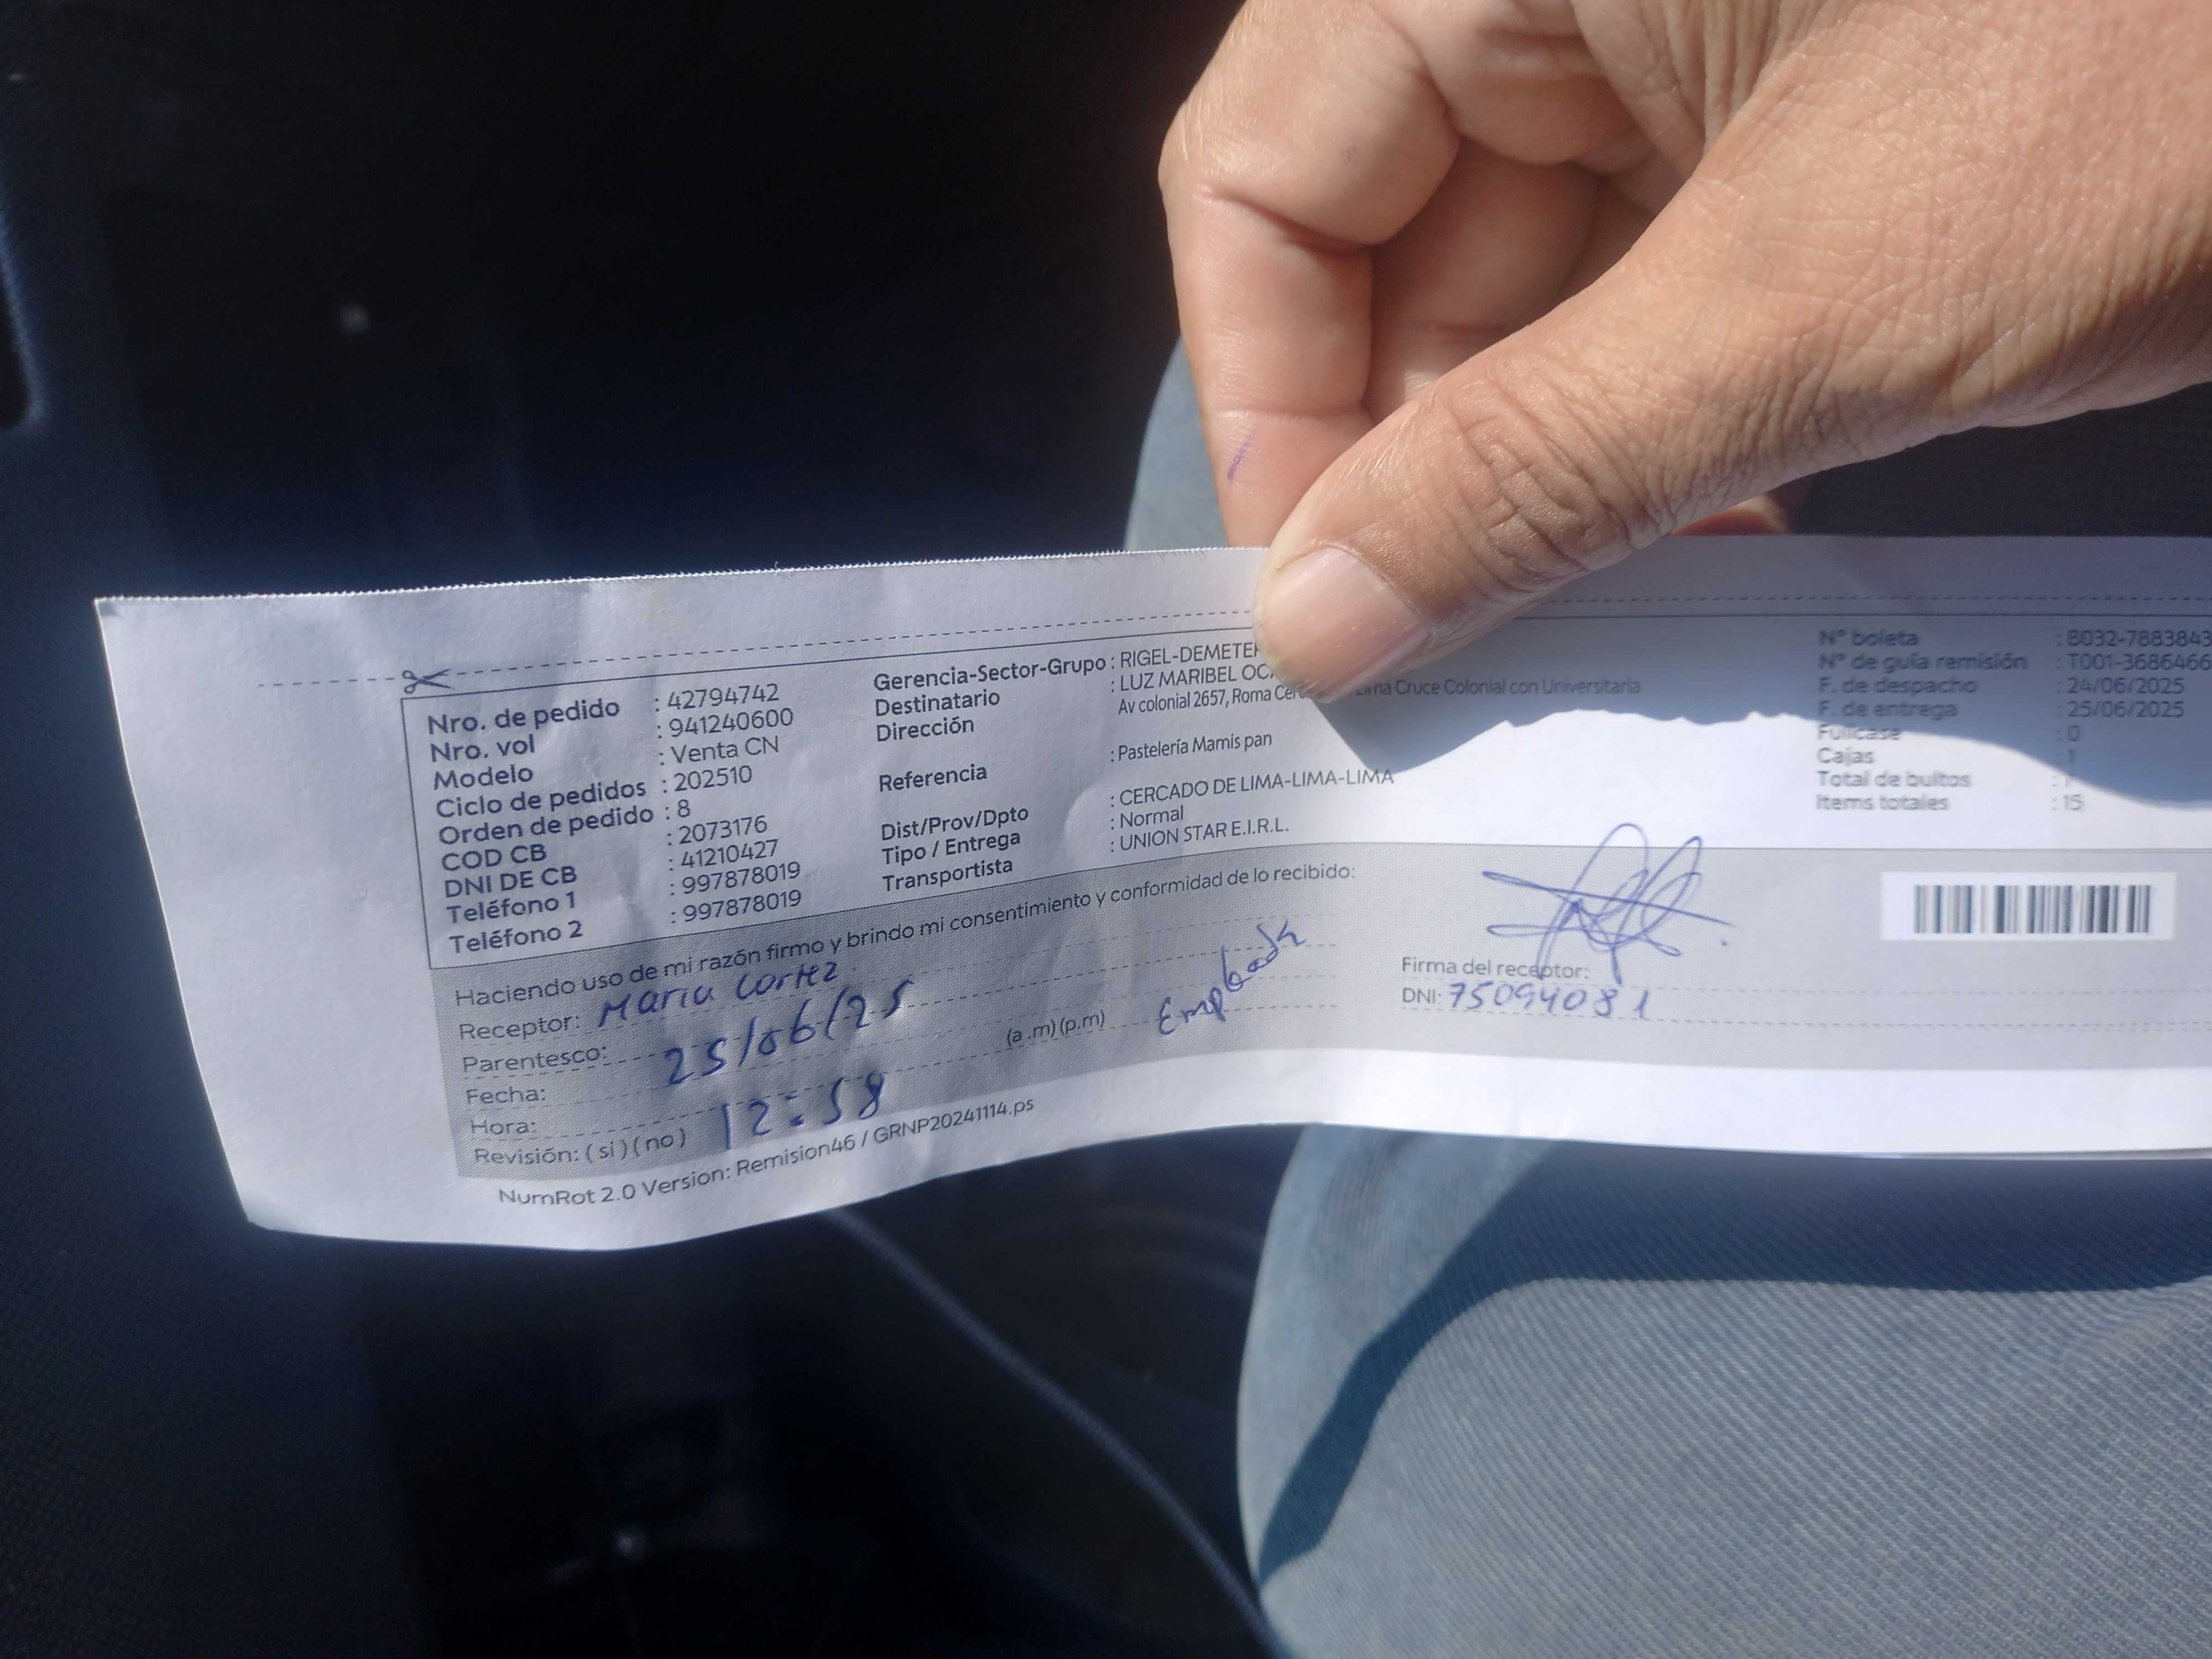 Nro. de pedido : 42794742
Nro. vol : 941240600
Modelo : Venta CN
Ciclo de pedidos : 202510
Orden de pedido : 8
COD CB : 2073176
DNI DE CB : 41210427
Teléfono 1 : 997878019
Teléfono 2 : 997878019
Gerencia-Sector-Grupo : RIGEL-DEMETE
Destinatario : LUZ MARIBEL
Dirección : Av colonial 2657, Roma Lima Cruce Colonial con Universitaria
Referencia : Pastelería Mamis pan
Dist/Prov/Dpto : CERCADO DE LIMA-LIMA-LIMA
Tipo / Entrega : Normal
Transportista : UNION STAR E.I.R.L.
N° boleta : B032-7883843
N° de guía remisión : T001-3686466
F. de despacho : 24/06/2025
F. de entrega : 25/06/2025
Fullcase : 0
Cajas : 1
Total de bultos : 1
Items totales : 15
Haciendo uso de mi razón firmo y brindo mi consentimiento y conformidad de lo recibido:
Receptor: Maria Cortez
Parentesco: Empleada
Fecha: 25/06/25
Hora: 12:58 (a.m) (p.m)
Revisión: (si) (no)
Firma del receptor:
DNI: 75094081
NumRot 2.0 Version: Remision46 / GRNP20241114.ps